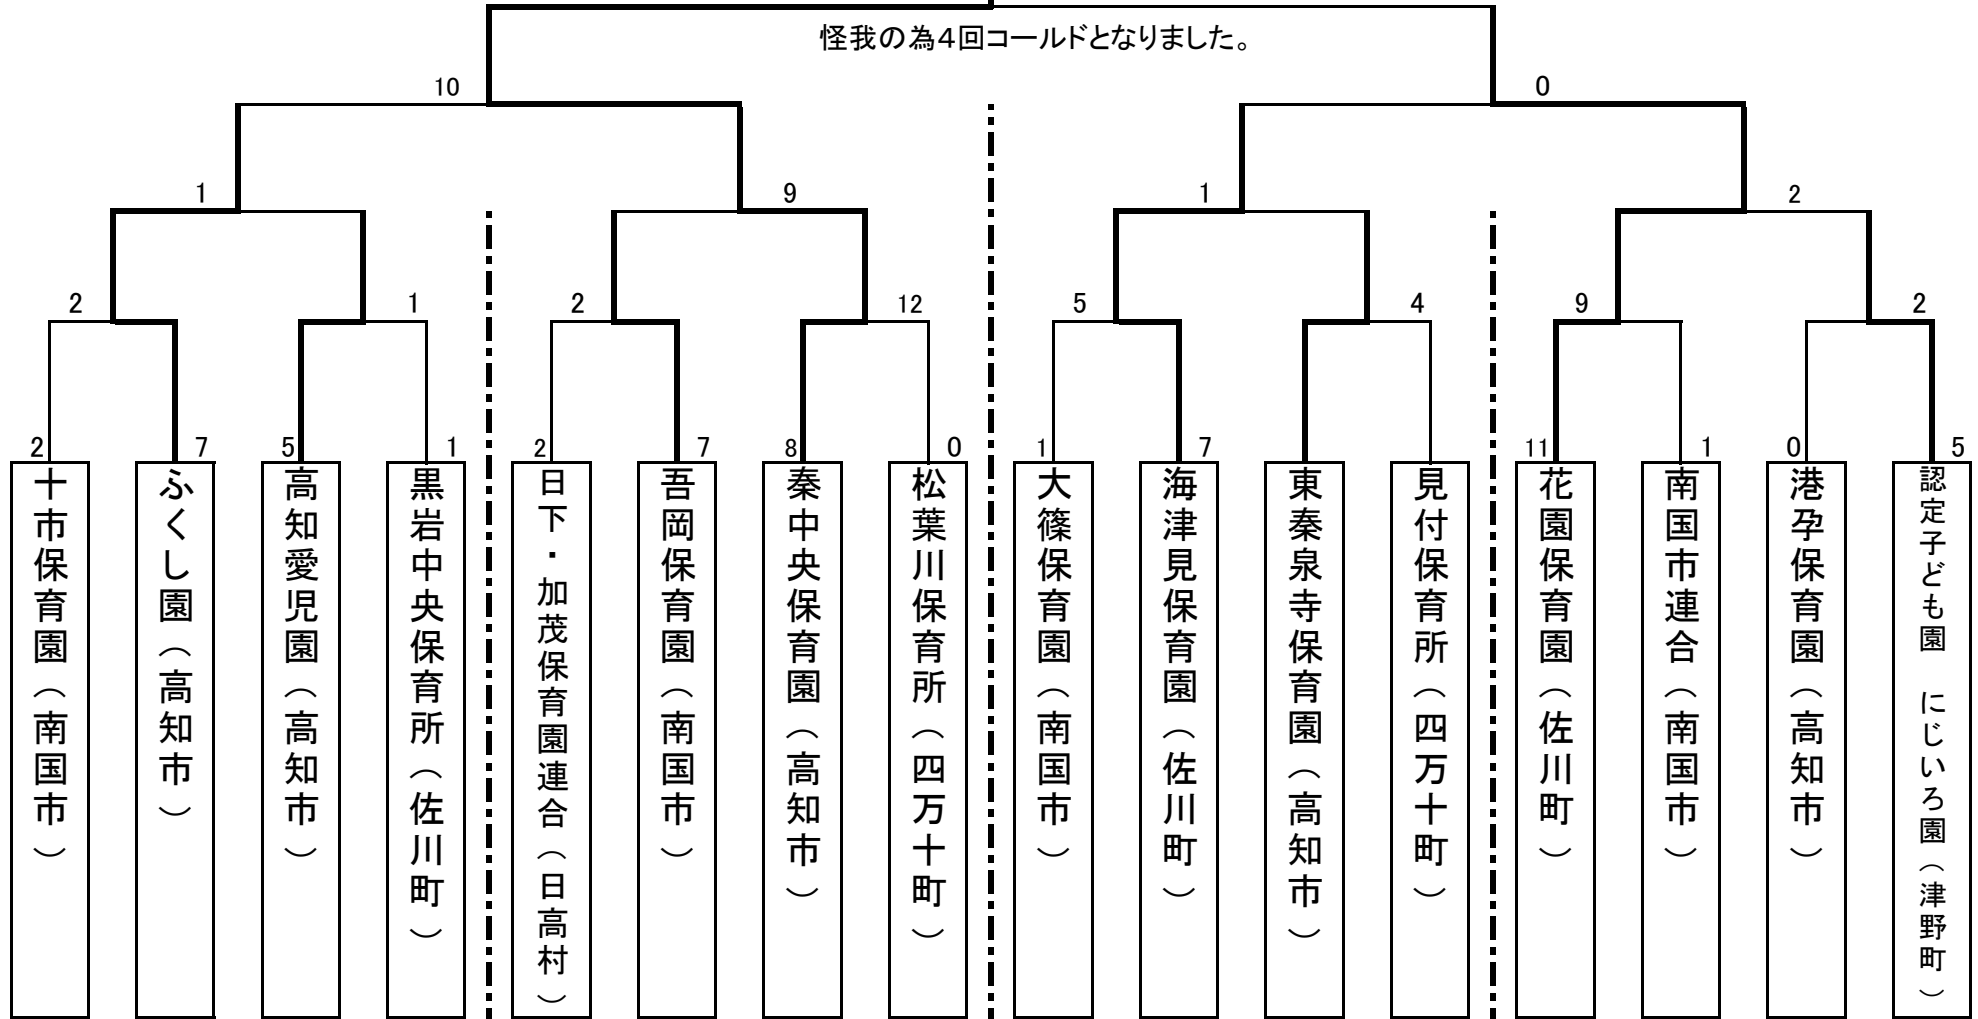 怪我の為4回コールドとなりました。
10
0
1
9
1
2
2
1
2
12
5
4
9
2
2
7
5
1
2
7
8
0
1
7
11
1
0
5
十市保育園（南国市）
ふくし園（高知市）
高知愛児園（高知市）
黒岩中央保育所（佐川町）
日下・加茂保育園連合（日高村）
吾岡保育園（南国市）
秦中央保育園（高知市）
松葉川保育所（四万十町）
大篠保育園（南国市）
海津見保育園（佐川町）
東秦泉寺保育園（高知市）
見付保育所（四万十町）
花園保育園（佐川町）
南国市連合（南国市）
港孕保育園（高知市）
認定子ども園　にじいろ園（津野町）